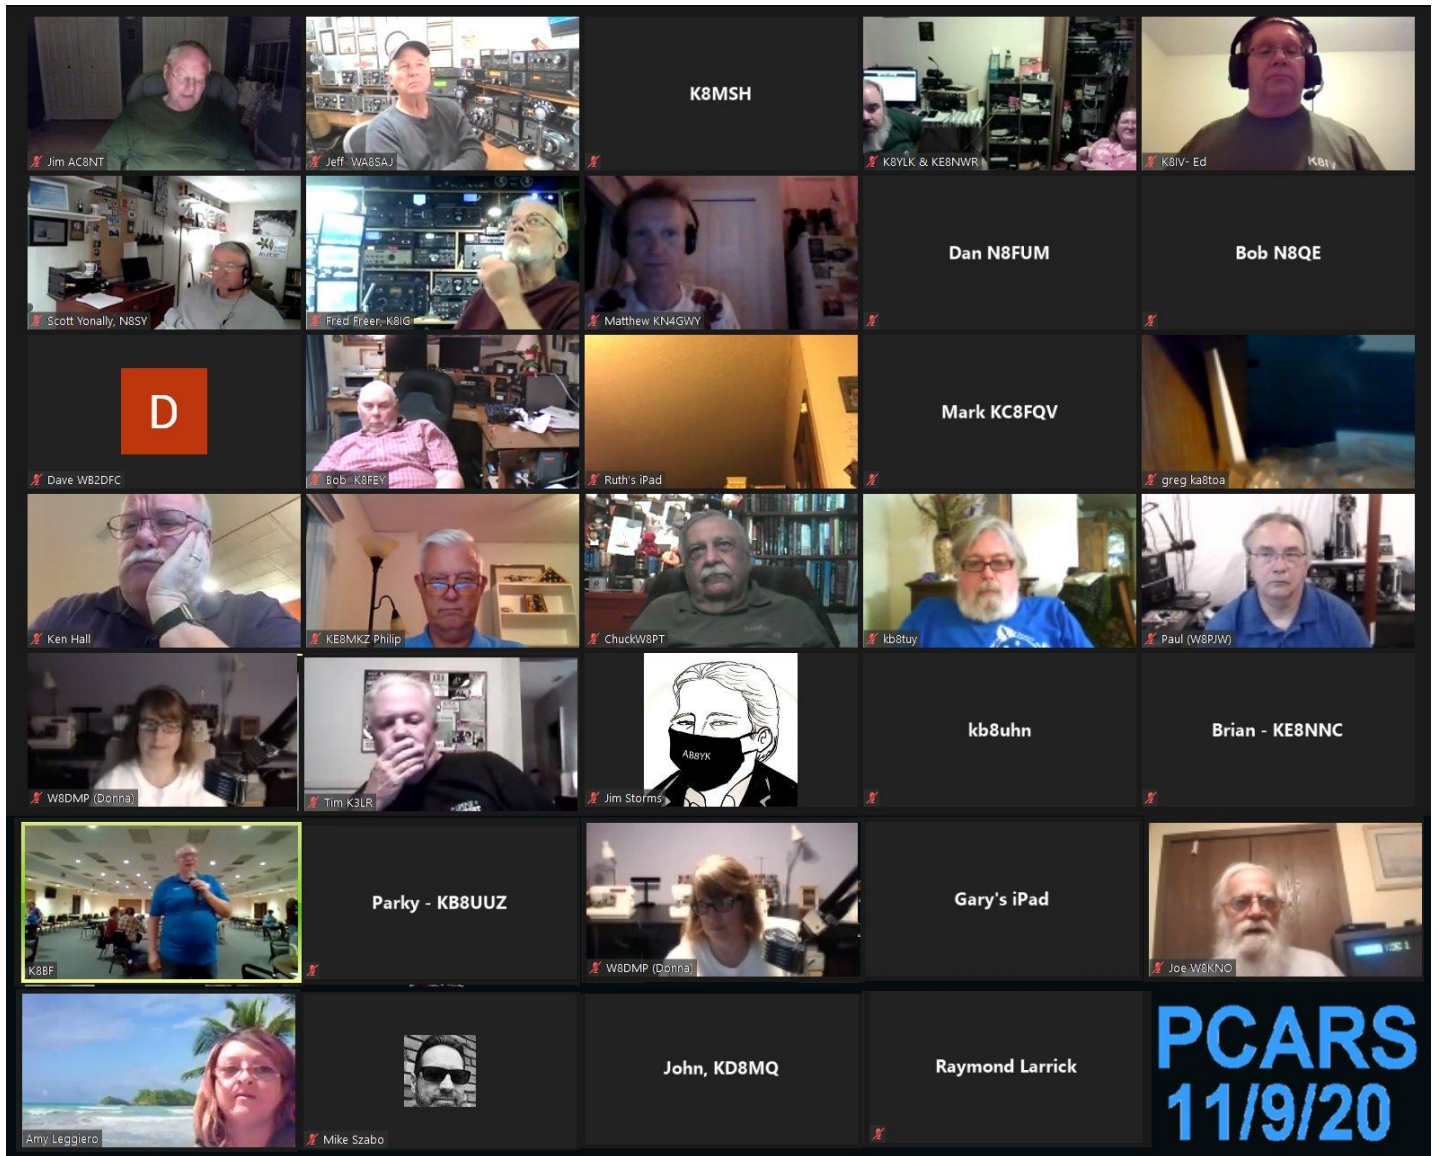 Jim AC8NT
Jeff WA8SAJ
K8MSH
K8YLK & KE8NWR
K8IV- Ed
K8IV
Scott Yonally, N8SY
Fred Freer, K8IG
Matthew KN4GWY
Dan N8FUM
Bob N8QE
D
Dave WB2DFC
Bob K8FEY
Ruth's iPad
Mark KC8FQV
greg ka8toa
Ken Hall
KE8MKZ Philip
ChuckW8PT
kb8tuy
Paul (W8PJW)
W8DMP (Donna)
Tim K3LR
AB8YK
Jim Storms
kb8uhn
Brian - KE8NNC
K8BF
Parky - KB8UUZ
W8DMP (Donna)
Gary's iPad
Joe W8KNO
Amy Leggiero
Mike Szabo
John, KD8MQ
Raymond Larrick
PCARS
11/9/20